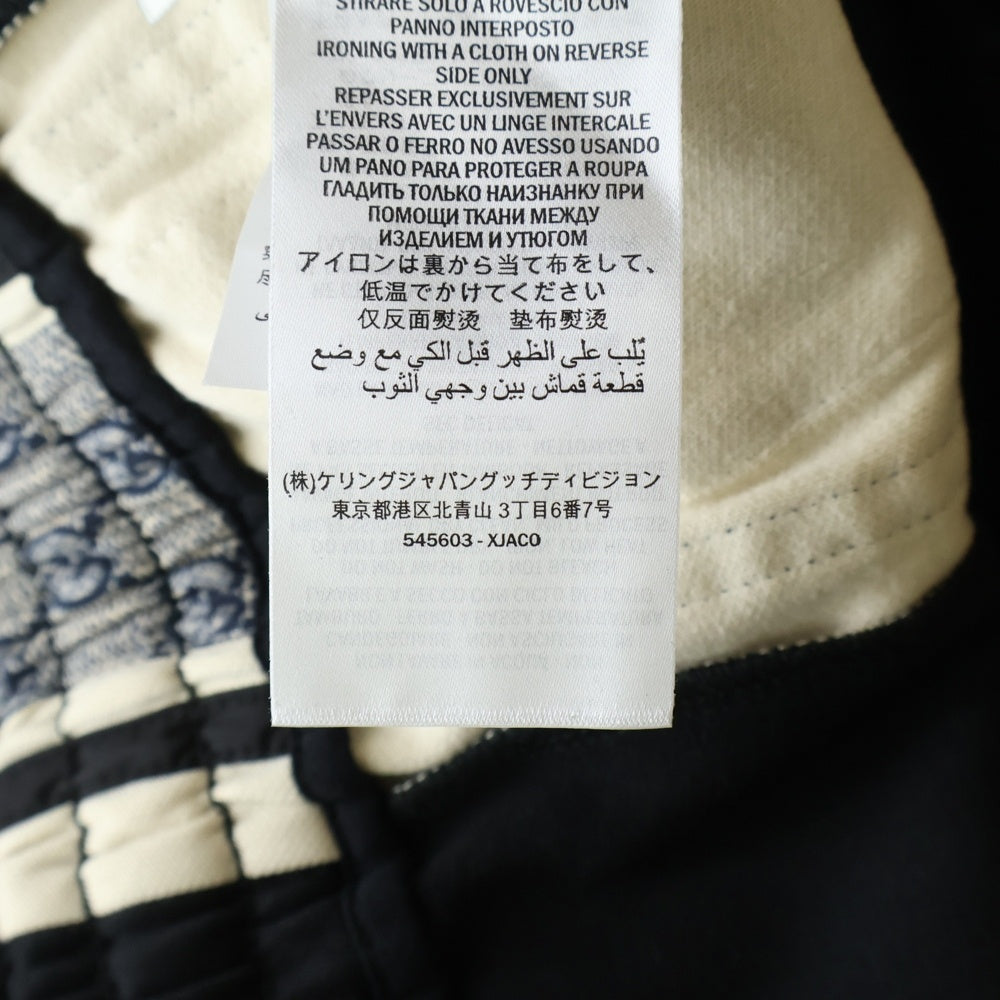 STIRARE SOLO A ROVESCIO CON
PANNO INTERPOSTO
IRONING WITH A CLOTH ON REVERSE
SIDE ONLY
REPASSER EXCLUSIVEMENT SUR
L'ENVERS AVEC UN LINGE INTERCALE
PASSAR O FERRO NO AVESSO USANDO
UM PANO PARA PROTEGER A ROUPA
ГЛАДИТЬ ТОЛЬКО НАИЗНАНКУ ПРИ
ПОМОЩИ ТКАНИ МЕЖДУ
ИЗДЕЛИЕМ И УТЮГОМ
アイロンは裏から当て布をして、
低温でかけてください
仅反面熨烫 垫布熨烫
يُلب على الظهر قبل الكي مع وضع
قطعة قماش بين وجهي الثوب
(株)ケリングジャパングッチディビジョン
東京都港区北青山 3丁目6番7号
545603 - XJACO